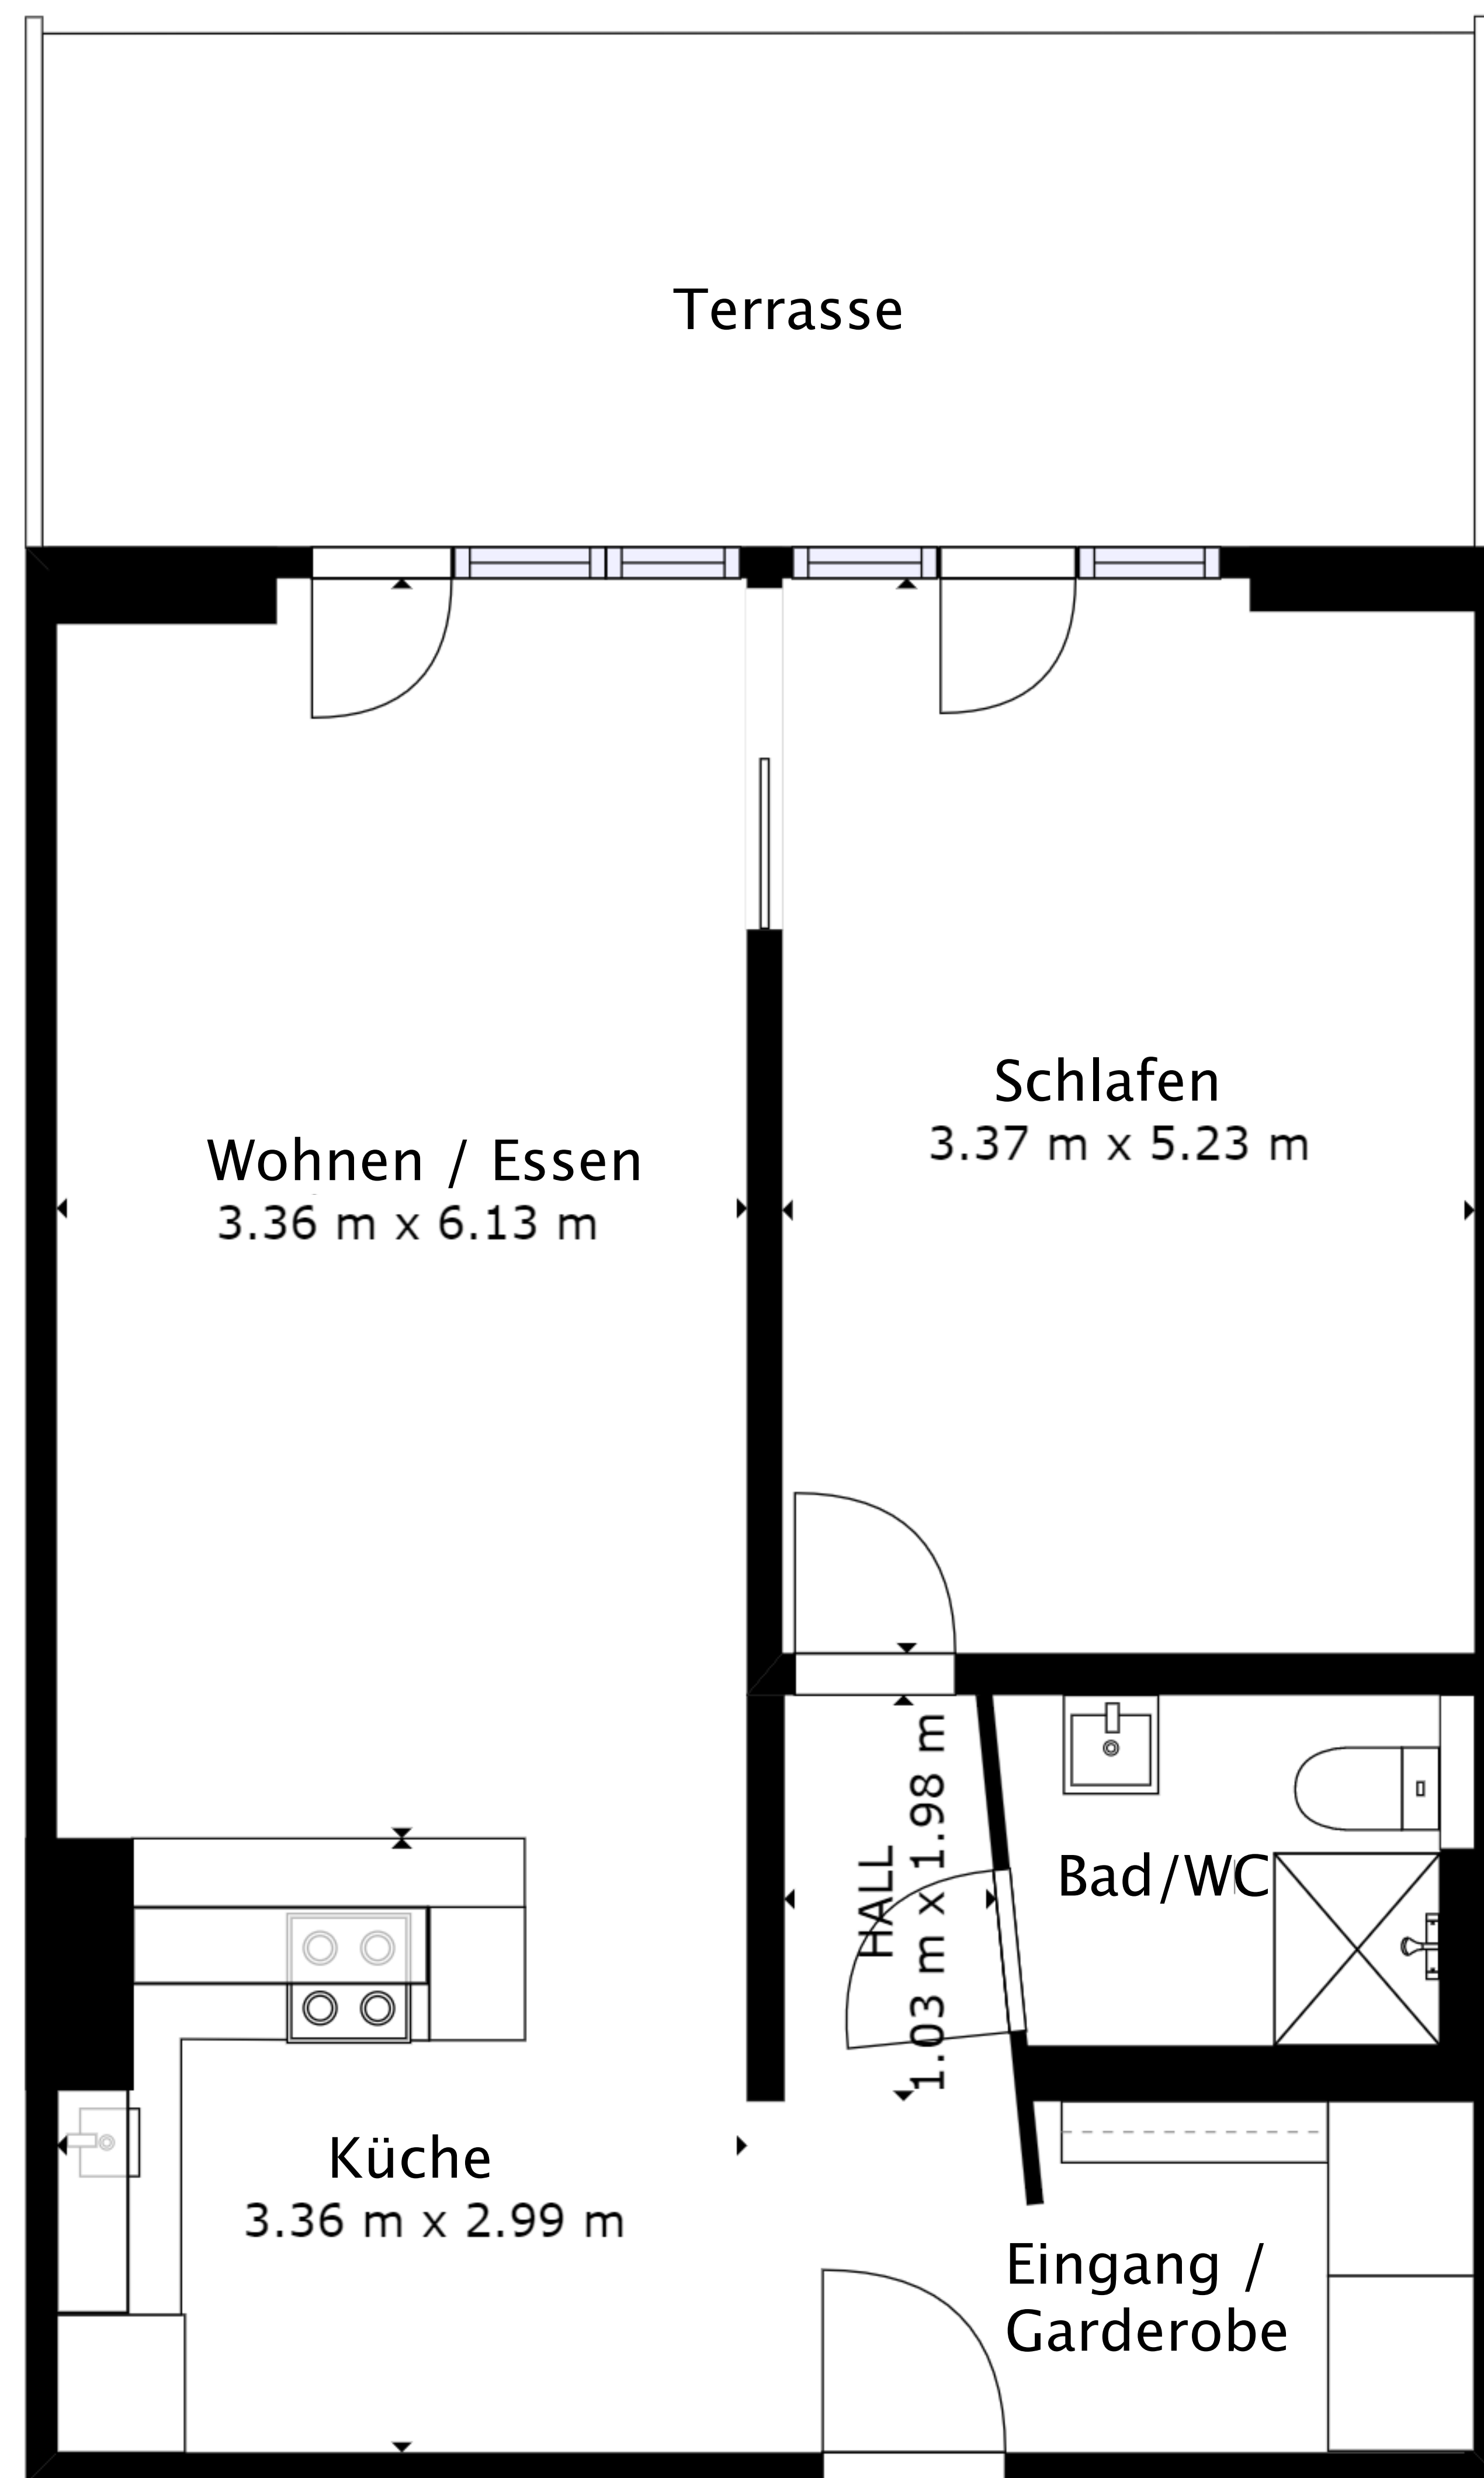 Terrasse
Schlafen
3.37 m x 5.23 m
Wohnen / Essen
3.36 m x 6.13 m
HALL
1.03 m x 1.98 m
Bad/WC
Küche
3.36 m x 2.99 m
Eingang /
Garderobe